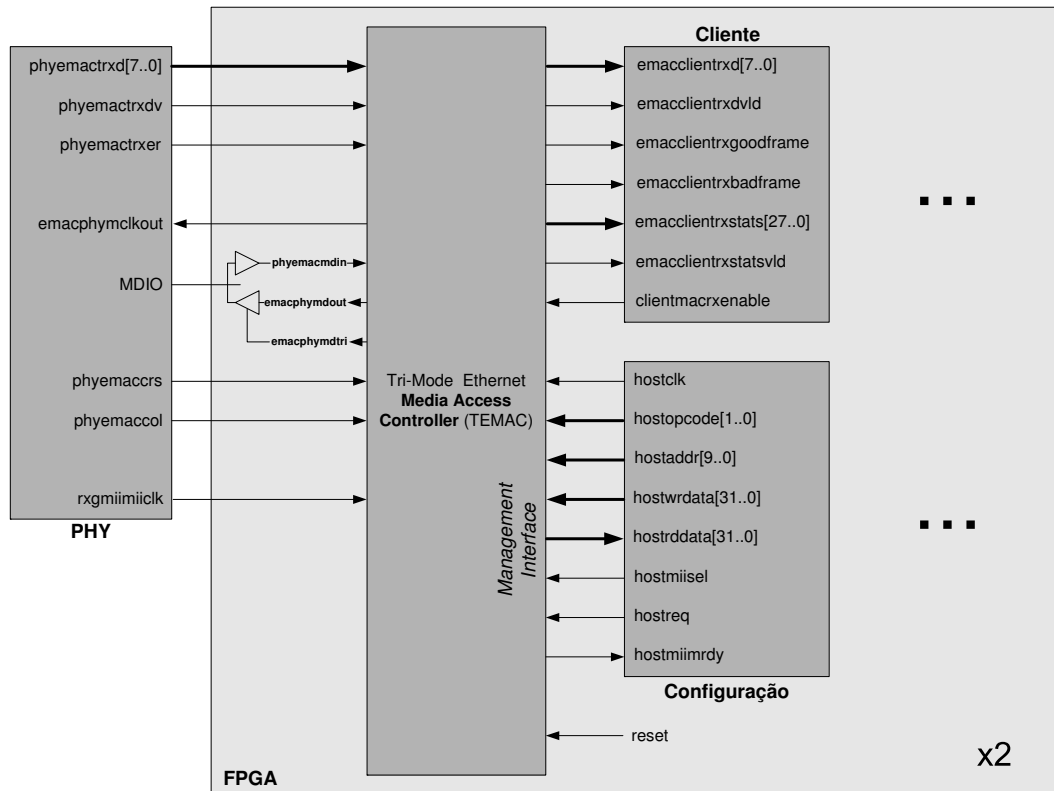 phyemactrxd[7..0]
phyemactrxdv
phyemactrxer
emacphymclkout
MDIO
phyemaccrs
phyemaccol
rxgmiimiiclk
PHY
phyemacmdin
emacphymdout
emacphymdtri
Tri-Mode Ethernet
Media Access
Controller (TEMAC)
Management
Interface
Cliente
emacclientrxd[7..0]
emacclientrxdvld
emacclientrxgoodframe
emacclientrxbadframe
emacclientrxstats[27..0]
emacclientrxstatsvld
clientmacrxenable
...
hostclk
hostopcode[1..0]
hostaddr[9..0]
hostwrdata[31..0]
hostrddata[31..0]
hostmiisel
hostreq
hostmiimrdy
Configuração
...
reset
FPGA
x2